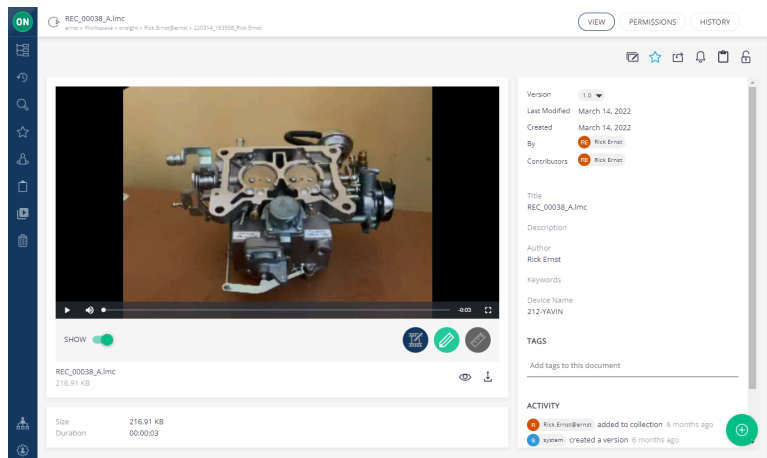 ON
REC_00038_A.lmc
ernst > Workspace > onsight > Rick.Ernst@ernst > 220314_163938_Rick.Ernst
VIEW
PERMISSIONS
HISTORY
-0:03
SHOW
REC_00038_A.lmc
216.91 KB
Size 216.91 KB
Duration 00:00:03
Version 1.0
Last Modified March 14, 2022
Created March 14, 2022
By RE Rick Ernst
Contributors RE Rick Ernst
Title
REC_00038_A.lmc
Description
Author
Rick Ernst
Keywords
Device Name
212-YAVIN
TAGS
Add tags to this document
ACTIVITY
R Rick.Ernst@ernst added to collection 6 months ago
S system created a version 6 months ago